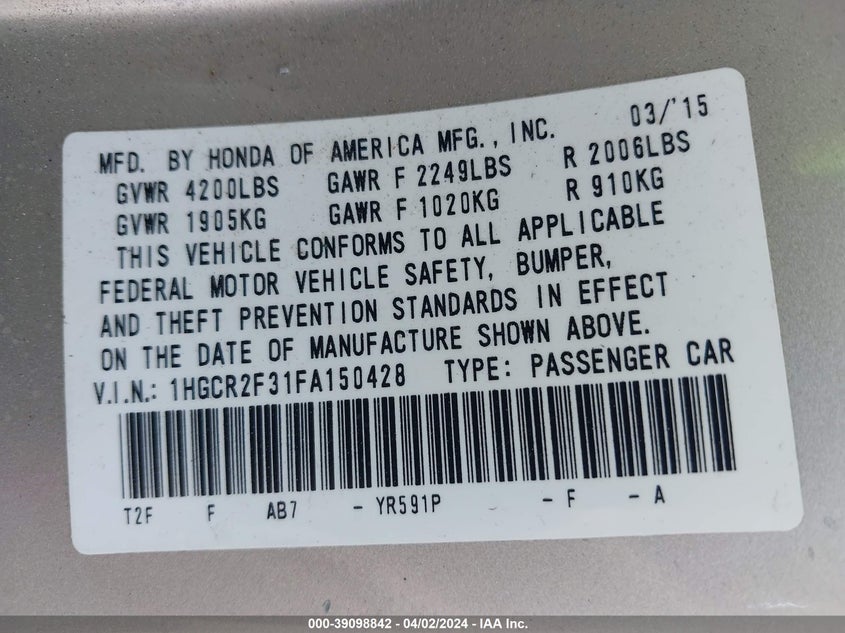 03/'15
MFD. BY HONDA OF AMERICA MFG., INC.
GVWR 4200LBS GAWR F 2249LBS R 2006LBS
GVWR 1905KG GAWR F 1020KG R 910KG
THIS VEHICLE CONFORMS TO ALL APPLICABLE
FEDERAL MOTOR VEHICLE SAFETY, BUMPER,
AND THEFT PREVENTION STANDARDS IN EFFECT
ON THE DATE OF MANUFACTURE SHOWN ABOVE.
V.I.N.: 1HGCR2F31FA150428 TYPE: PASSENGER CAR
T2F F AB7 - YR591P - F - A
000-39098842 - 04/02/2024 - IAA Inc.